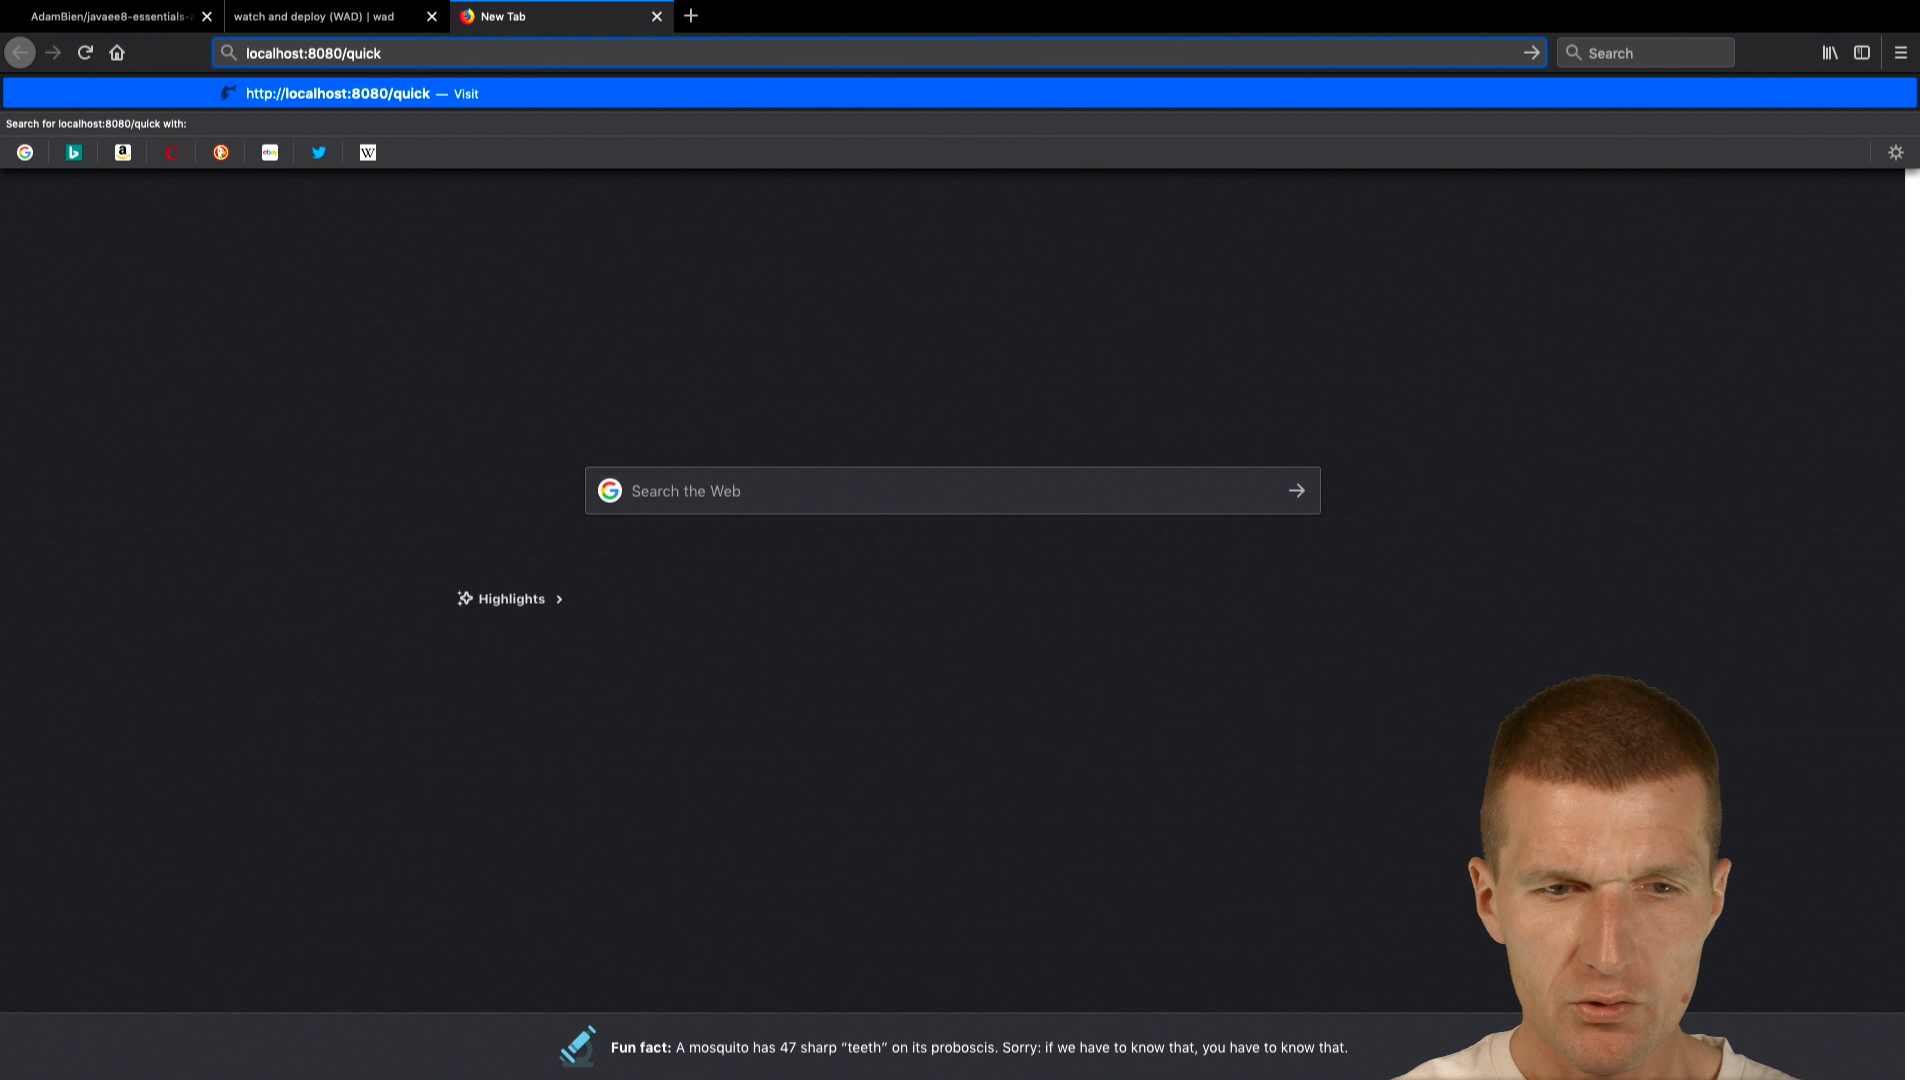 AdamBien/javaee8-essentials-a
watch and deploy (WAD) | wad
New Tab
localhost:8080/quick
Search
http://localhost:8080/quick — Visit
Search for localhost:8080/quick with:
Search the Web
Highlights
Fun fact: A mosquito has 47 sharp “teeth” on its proboscis. Sorry: if we have to know that, you have to know that.